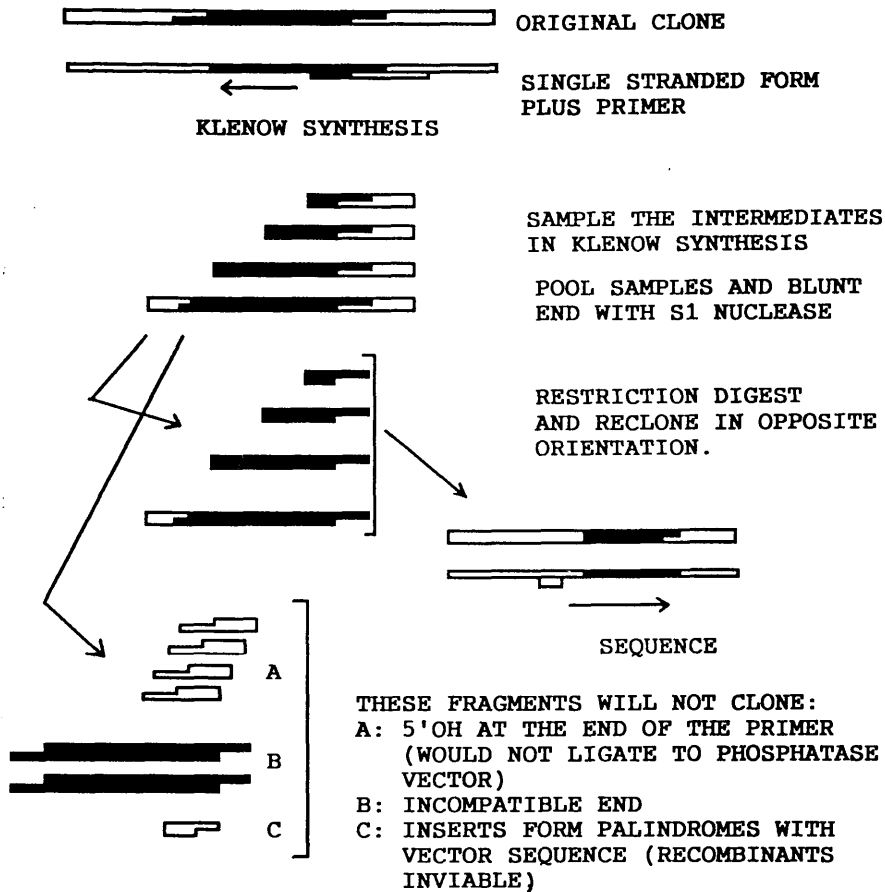 ORIGINAL CLONE
SINGLE STRANDED FORM
PLUS PRIMER
KLENOW SYNTHESIS
SAMPLE THE INTERMEDIATES
IN KLENOW SYNTHESIS
POOL SAMPLES AND BLUNT
END WITH S1 NUCLEASE
RESTRICTION DIGEST
AND RECLONE IN OPPOSITE
ORIENTATION.
SEQUENCE
A
B
C
THESE FRAGMENTS WILL NOT CLONE:
A: 5'OH AT THE END OF THE PRIMER
(WOULD NOT LIGATE TO PHOSPHATASE
VECTOR)
B: INCOMPATIBLE END
C: INSERTS FORM PALINDROMES WITH
VECTOR SEQUENCE (RECOMBINANTS
INVIABLE)